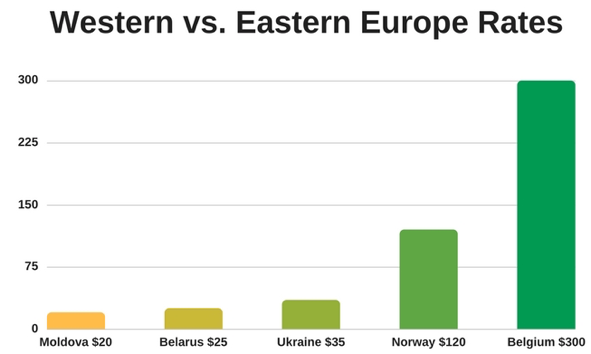 Western vs. Eastern Europe Rates
300
225
150
75
0
Moldova $20 Belarus $25 Ukraine $35 Norway $120 Belgium $300